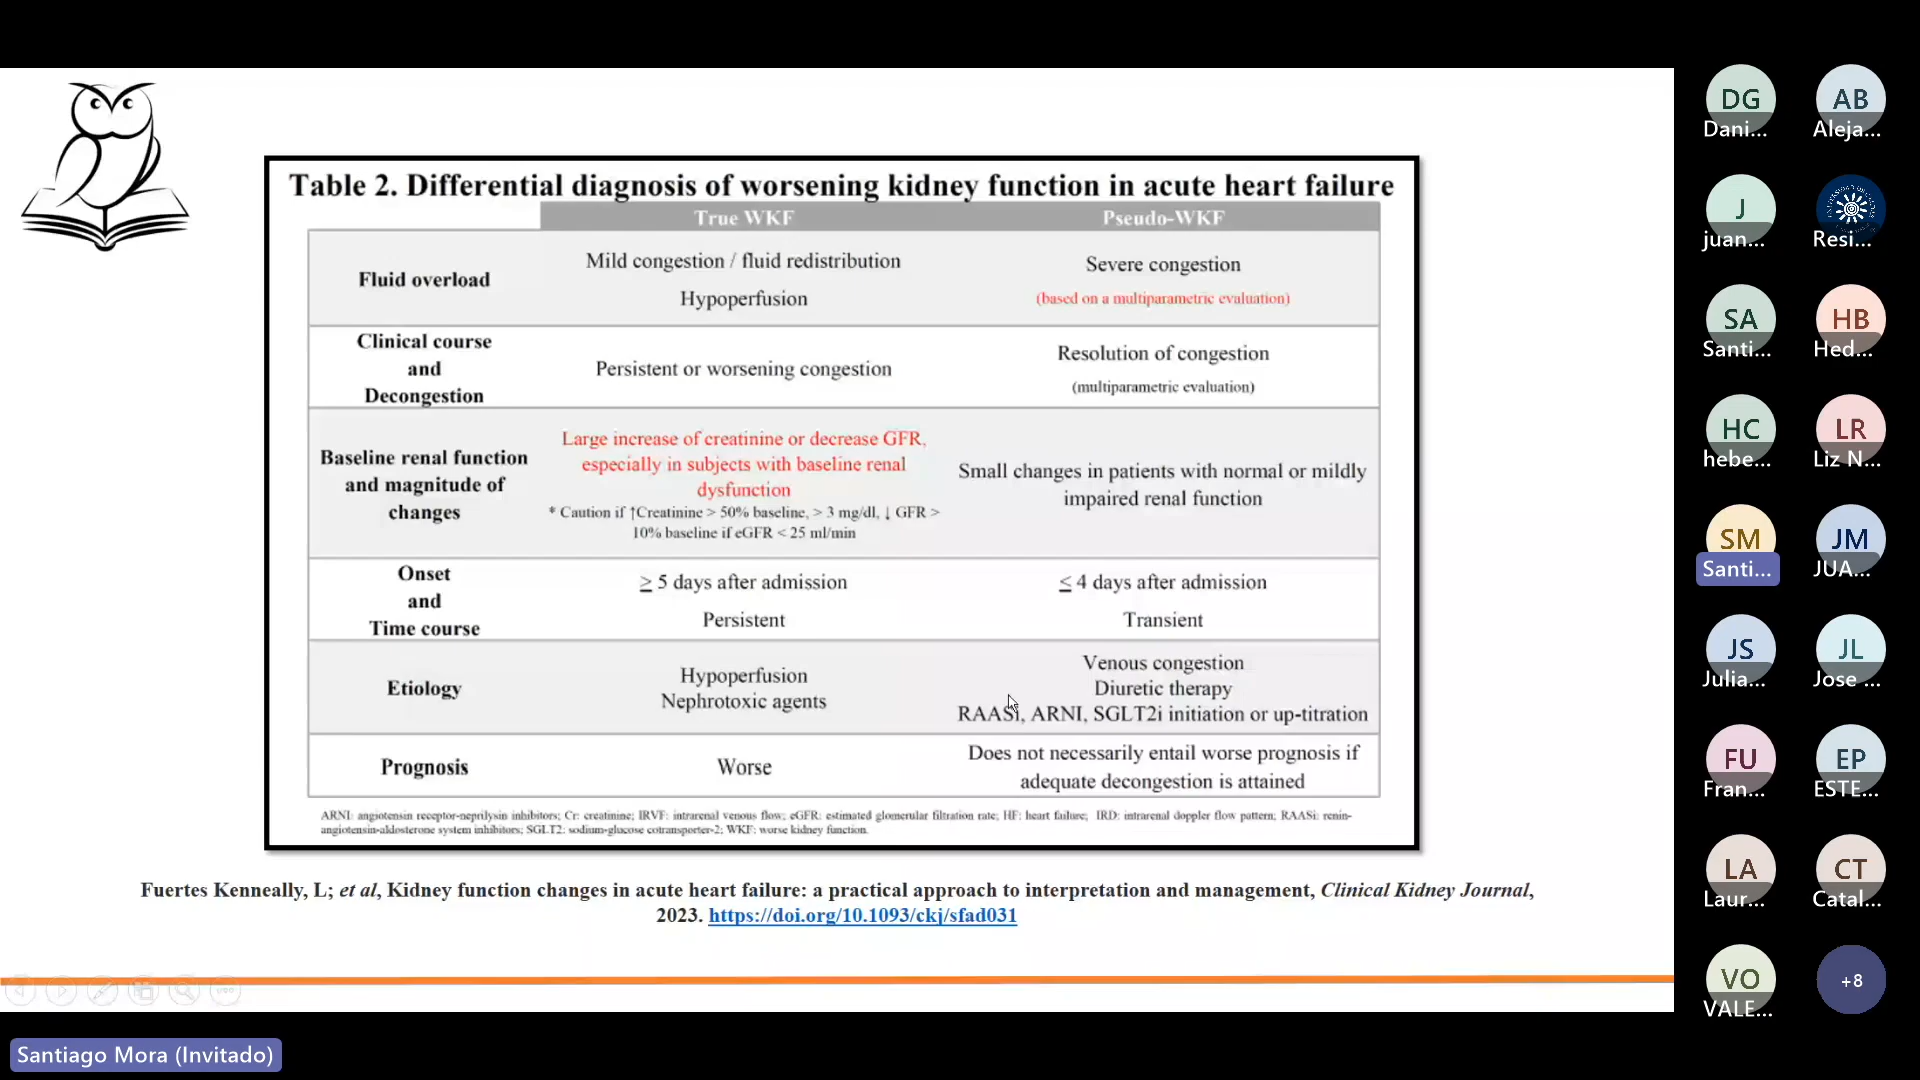 Table 2. Differential diagnosis of worsening kidney function in acute heart failure
True WKF
Pseudo-WKF
Fluid overload
Mild congestion / fluid redistribution
Hypoperfusion
Severe congestion
(based on a multiparametric evaluation)
Clinical course
and
Decongestion
Persistent or worsening congestion
Resolution of congestion
(multiparametric evaluation)
Baseline renal function
and magnitude of
changes
Large increase of creatinine or decrease GFR,
especially in subjects with baseline renal
dysfunction
* Caution if ↑Creatinine > 50% baseline, > 3 mg/dl, ↓ GFR >
10% baseline if eGFR < 25 ml/min
Small changes in patients with normal or mildly
impaired renal function
Onset
and
Time course
≥ 5 days after admission
Persistent
≤ 4 days after admission
Transient
Etiology
Hypoperfusion
Nephrotoxic agents
Venous congestion
Diuretic therapy
RAASi, ARNI, SGLT2i initiation or up-titration
Prognosis
Worse
Does not necessarily entail worse prognosis if
adequate decongestion is attained
ARNI: angiotensin receptor-neprilysin inhibitors; Cr: creatinine; IRVF: intrarenal venous flow; eGFR: estimated glomerular filtration rate; HF: heart failure; IRD: intrarenal doppler flow pattern; RAASi: renin-
angiotensin-aldosterone system inhibitors; SGLT2: sodium-glucose cotransporter-2; WKF: worse kidney function.
Fuertes Kenneally, L; et al, Kidney function changes in acute heart failure: a practical approach to interpretation and management, Clinical Kidney Journal,
2023. https://doi.org/10.1093/ckj/sfad031
Santiago Mora (Invitado)
DG
Dani...
AB
Aleja...
J
juan...
Resi...
SA
Santi...
HB
Hed...
HC
hebe...
LR
Liz N...
SM
Santi...
JM
JUA...
JS
Julia...
JL
Jose ...
FU
Fran...
EP
ESTE...
LA
Laur...
CT
Catal...
VO
VALE...
+8